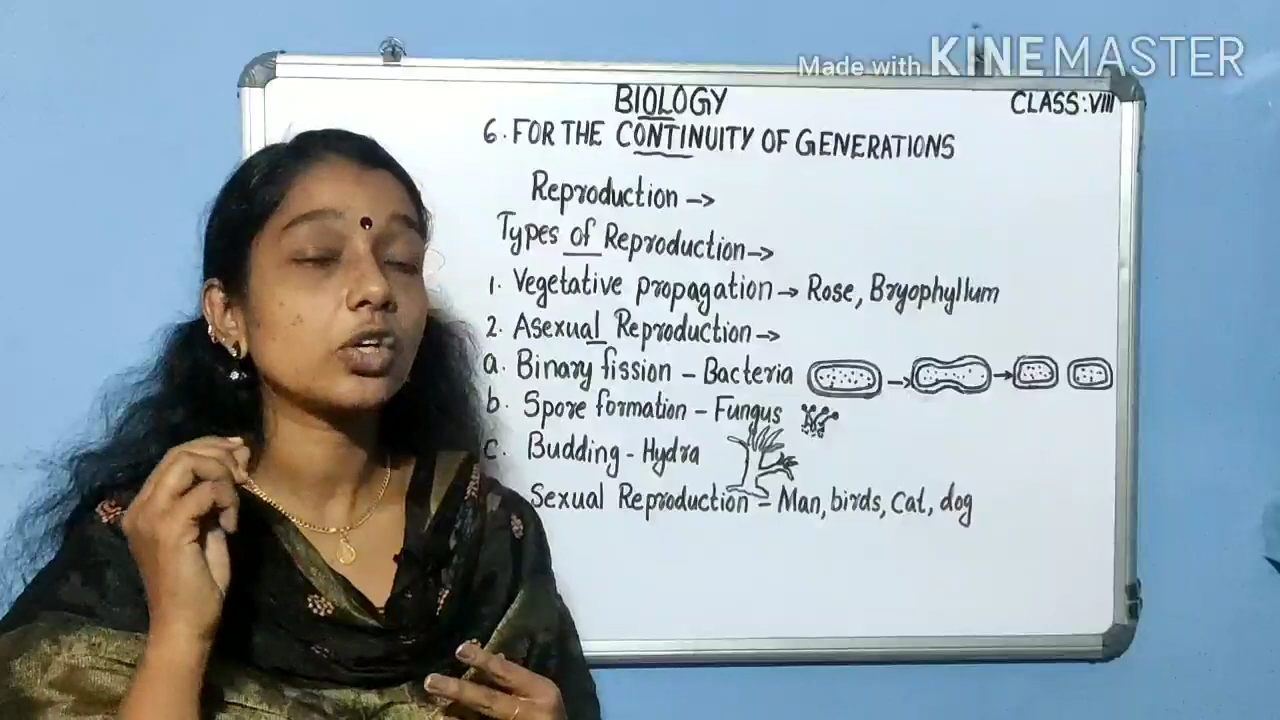 Made with KINEMASTER
BIOLOGY
CLASS: VIII
6. FOR THE CONTINUITY OF GENERATIONS
Reproduction →
Types of Reproduction →
1. Vegetative propagation → Rose, Bryophyllum
2. Asexual Reproduction →
a. Binary fission - Bacteria
b. Spore formation - Fungus
c. Budding - Hydra
Sexual Reproduction - Man, birds, Cat, dog